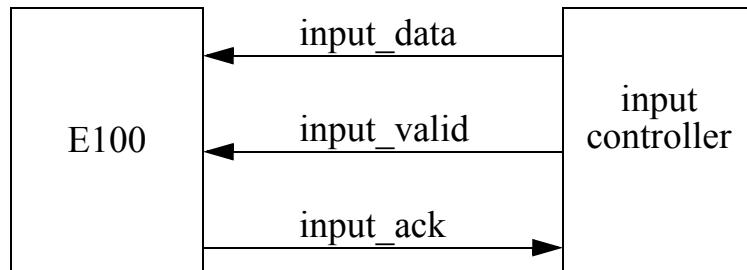 input_data
E100
input_valid
input
controller
input_ack